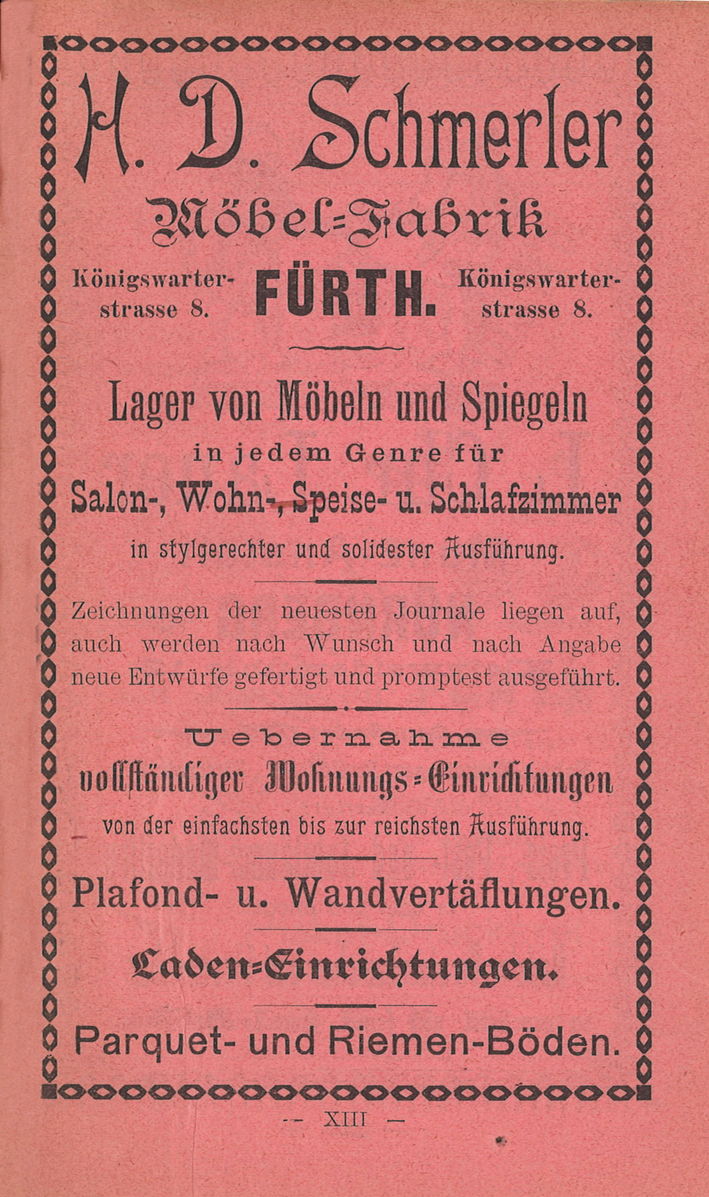 H. D. Schmerler
Möbel=Fabrik
Königswarter-
strasse 8.
FÜRTH.
Königswarter-
strasse 8.
Lager von Möbeln und Spiegeln
in jedem Genre für
Salon-, Wohn-, Speise- u. Schlafzimmer
in stylgerechter und solidester Ausführung.
Zeichnungen der neuesten Journale liegen auf,
auch werden nach Wunsch und nach Angabe
neue Entwürfe gefertigt und promptest ausgeführt.
Uebernahme
vollständiger Wohnungs=Einrichtungen
von der einfachsten bis zur reichsten Ausführung.
Plafond- u. Wandvertäflungen.
Laden=Einrichtungen.
Parquet- und Riemen-Böden.
— XIII —